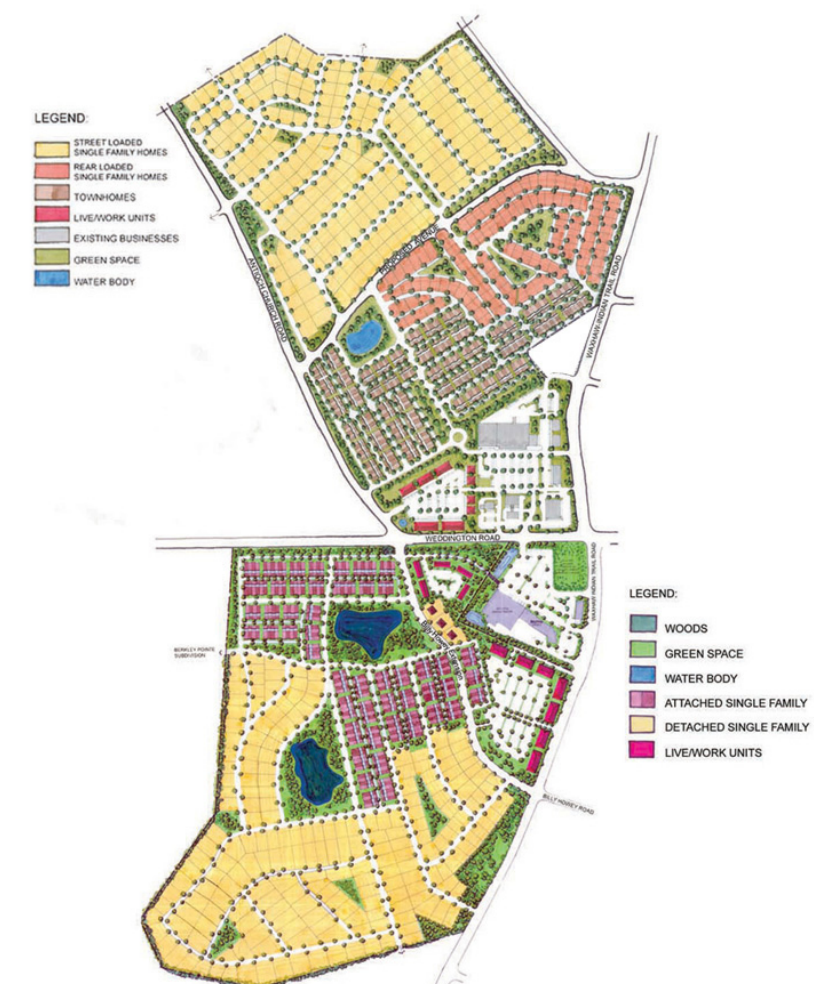 LEGEND:
STREET LOADED
SINGLE FAMILY HOMES
REAR LOADED
SINGLE FAMILY HOMES
TOWNHOMES
LIVE/WORK UNITS
EXISTING BUSINESSES
GREEN SPACE
WATER BODY
PROPOSED AVENUE
ANTIOCH CHURCH ROAD
WAXHAW-INDIAN TRAIL ROAD
WEDDINGTON ROAD
WAXHAW INDIAN TRAIL ROAD
LEGEND:
WOODS
GREEN SPACE
WATER BODY
ATTACHED SINGLE FAMILY
DETACHED SINGLE FAMILY
LIVE/WORK UNITS
BERKLEY POINTE
SUBDIVISION
BILLY HOWEY ROAD